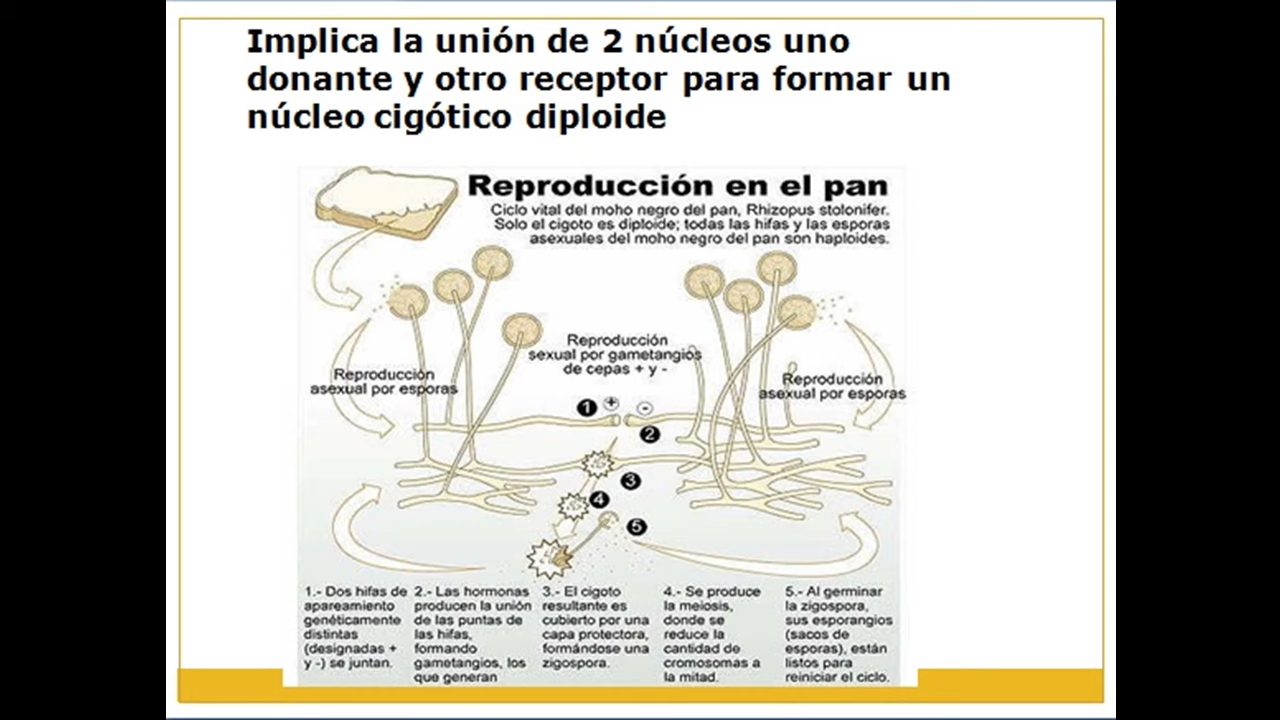 Implica la unión de 2 núcleos uno
donante y otro receptor para formar un
núcleo cigótico diploide
Reproducción en el pan
Ciclo vital del moho negro del pan, Rhizopus stolonifer.
Solo el cigoto es diploide; todas las hifas y las esporas
asexuales del moho negro del pan son haploides.
Reproducción
sexual por gametangios
de cepas + y -
Reproducción
asexual por esporas
Reproducción
asexual por esporas
1 + -
2
3
4
5
1.- Dos hifas de
apareamiento
genéticamente
distintas
(designadas +
y -) se juntan.
2.- Las hormonas
producen la unión
de las puntas de
las hifas,
formando
gametangios, los
que generan
3.- El cigoto
resultante es
cubierto por una
capa protectora,
formándose una
zigospora.
4.- Se produce
la meiosis,
donde se
reduce la
cantidad de
cromosomas a
la mitad.
5.- Al germinar
la zigospora,
sus esporangios
(sacos de
esporas), están
listos para
reiniciar el ciclo.